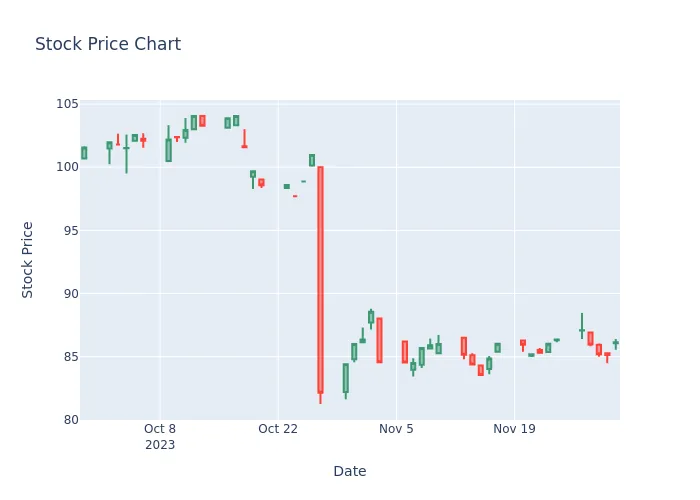 Stock Price Chart
105
100
95
90
85
80
Stock Price
Oct 8
2023
Oct 22
Nov 5
Nov 19
Date